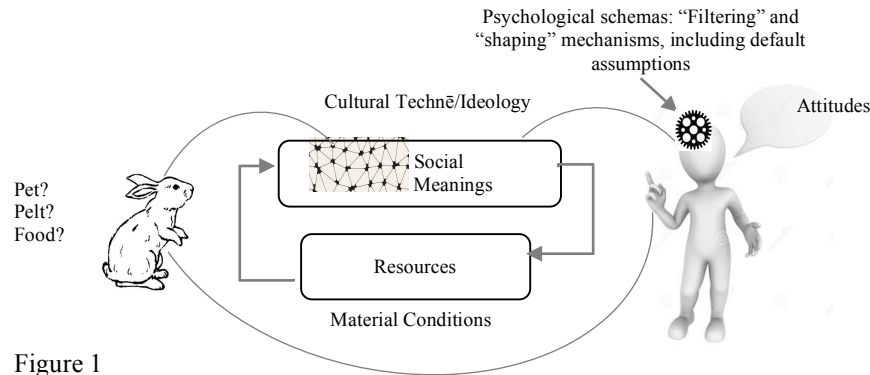 Psychological schemas: “Filtering” and
“shaping” mechanisms, including default
assumptions
Cultural Technē/Ideology
Attitudes
Social
Meanings
Pet?
Pelt?
Food?
Resources
Material Conditions
Figure 1